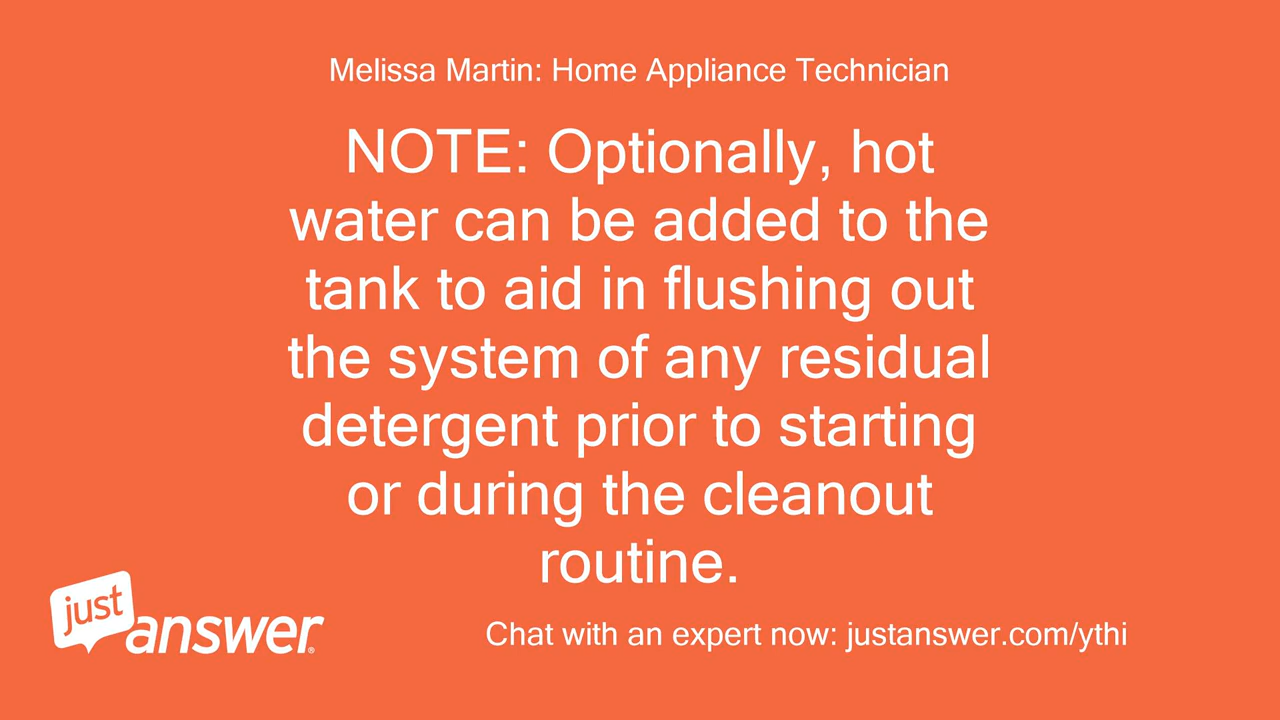 Melissa Martin: Home Appliance Technician
NOTE: Optionally, hot
water can be added to the
tank to aid in flushing out
the system of any residual
detergent prior to starting
or during the cleanout
routine.
just
answer®
Chat with an expert now: justanswer.com/ythi